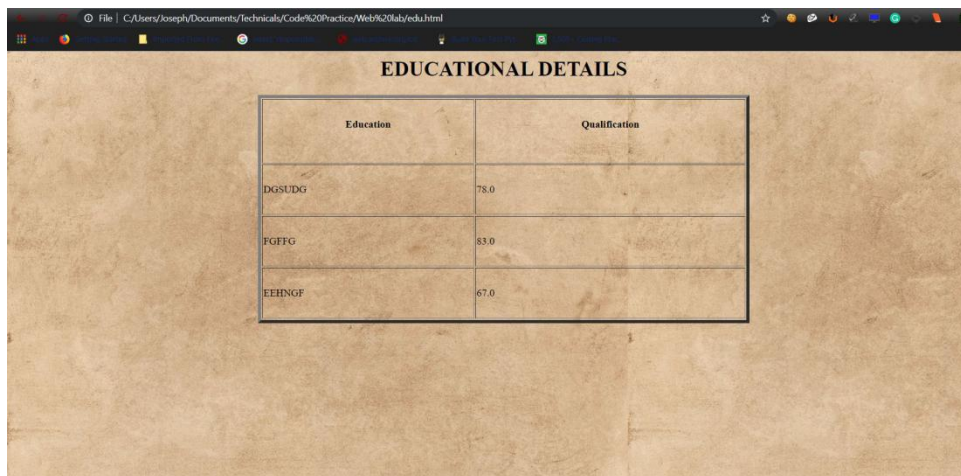 File | C:/Users/Joseph/Documents/Technicals/Code%20Practice/Web%20lab/edu.html
EDUCATIONAL DETAILS
Education Qualification
DGSUDG 78.0
FGFFG 83.0
EEHNGF 67.0